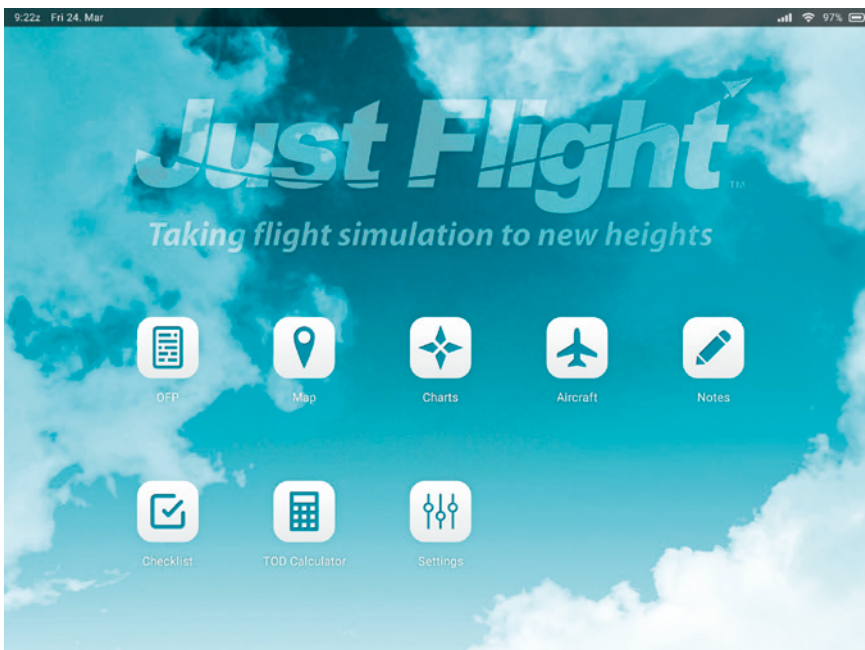 9:22z Fri 24. Mar 97%
Just Flight TM
Taking flight simulation to new heights
OFP Map Charts Aircraft Notes
Checklist TOD Calculator Settings